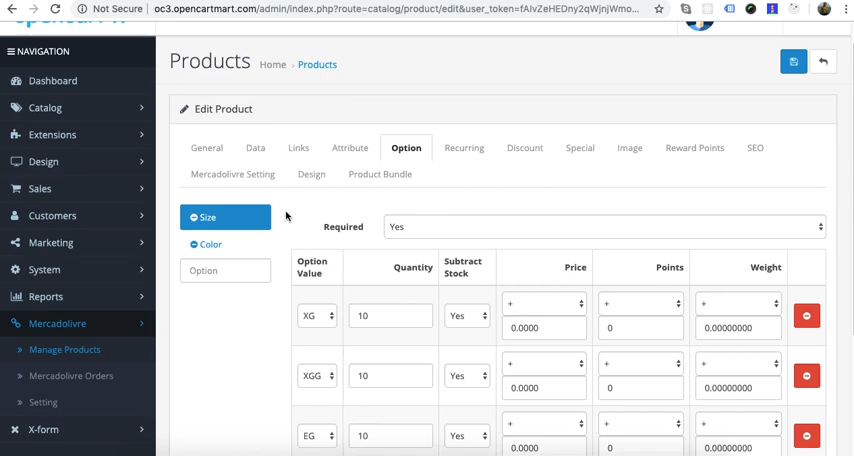 Not Secure | oc3.opencartmart.com/admin/index.php?route=catalog/product/edit&user_token=fAIvZeHEDny2qWjnjWmo...
NAVIGATION
Dashboard
Catalog
Extensions
Design
Sales
Customers
Marketing
System
Reports
Mercadolivre
» Manage Products
» Mercadolivre Orders
» Setting
X-form
Products Home › Products
Edit Product
General Data Links Attribute Option Recurring Discount Special Image Reward Points SEO
Mercadolivre Setting Design Product Bundle
Size
Color
Option
Required Yes
Option Value Quantity Subtract Stock Price Points Weight
XG 10 Yes + + +
0.0000 0 0.00000000
XGG 10 Yes + + +
0.0000 0 0.00000000
EG 10 Yes + + +
0.0000 0 0.00000000